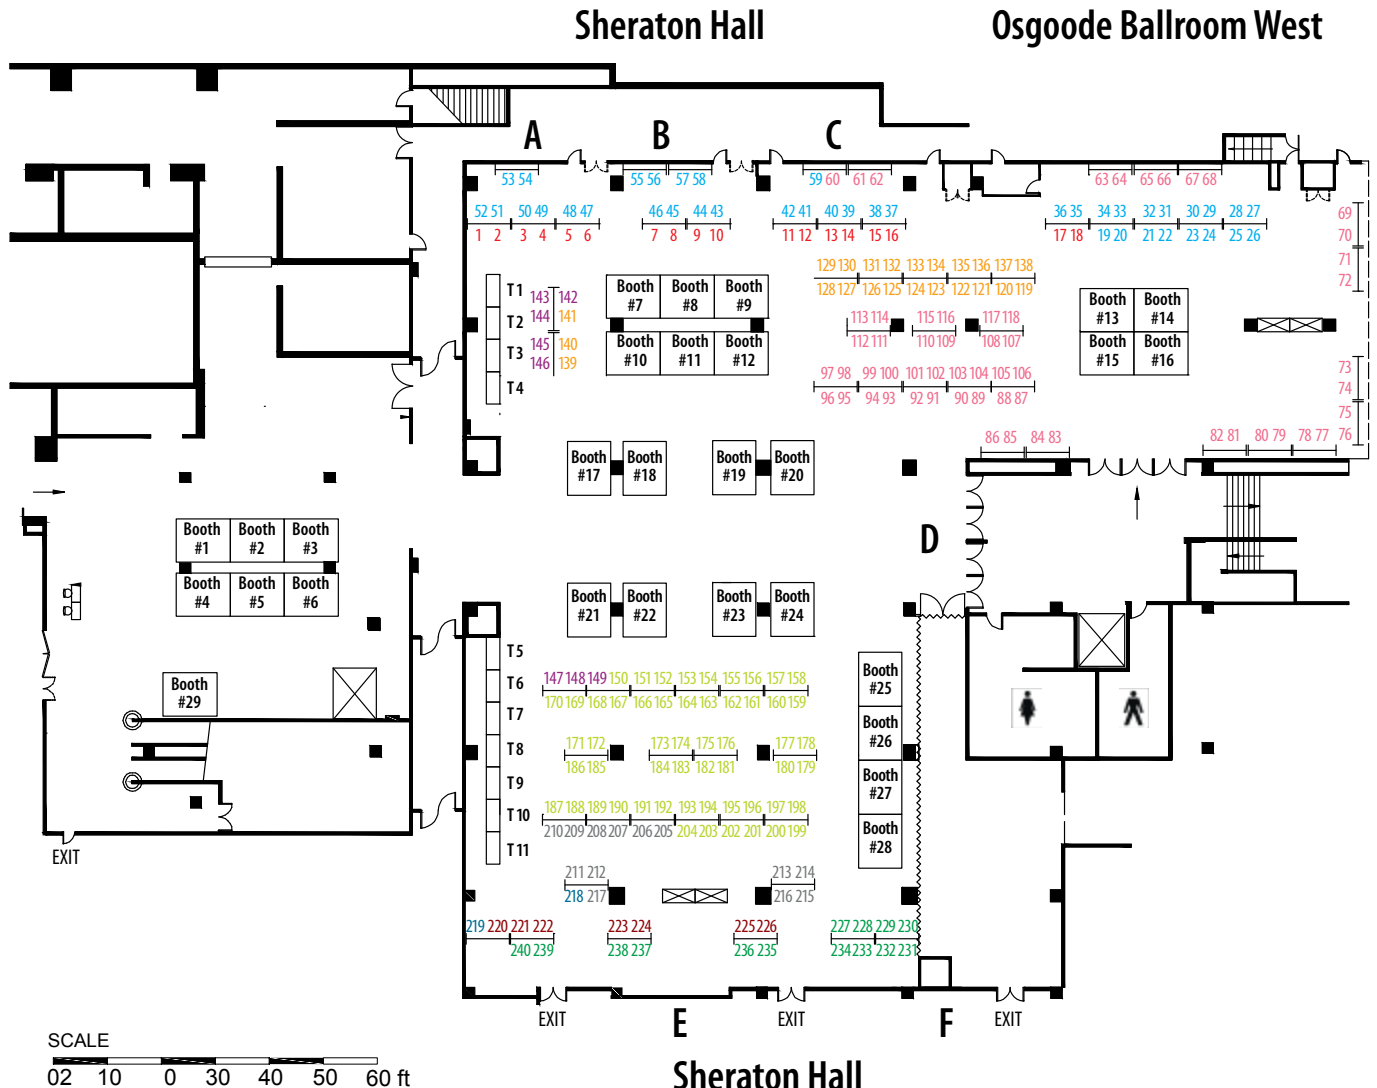 Sheraton Hall
Osgoode Ballroom West
A
B
C
53 54
55 56 57 58
59 60 61 62
63 64 65 66 67 68
52 51 50 49 48 47
46 45 44 43
42 41 40 39 38 37
36 35 34 33 32 31 30 29 28 27
1 2 3 4 5 6
7 8 9 10
11 12 13 14 15 16
17 18 19 20 21 22 23 24 25 26
69
70
71
72
129 130 131 132 133 134 135 136 137 138
128 127 126 125 124 123 122 121 120 119
T1
T2
T3
T4
143 142
144 141
145 140
146 139
Booth #7
Booth #8
Booth #9
Booth #10
Booth #11
Booth #12
113 114 115 116 117 118
112 111 110 109 108 107
Booth #13
Booth #14
Booth #15
Booth #16
97 98 99 100 101 102 103 104 105 106
96 95 94 93 92 91 90 89 88 87
73
74
75
76
86 85 84 83
82 81 80 79 78 77
Booth #17
Booth #18
Booth #19
Booth #20
D
Booth #1
Booth #2
Booth #3
Booth #4
Booth #5
Booth #6
Booth #21
Booth #22
Booth #23
Booth #24
Booth #29
T5
T6
T7
T8
T9
T10
T11
147 148 149 150 151 152 153 154 155 156 157 158
170 169 168 167 166 165 164 163 162 161 160 159
171 172 173 174 175 176 177 178
186 185 184 183 182 181 180 179
187 188 189 190 191 192 193 194 195 196 197 198
210 209 208 207 206 205 204 203 202 201 200 199
Booth #25
Booth #26
Booth #27
Booth #28
211 212
218 217
213 214
216 215
219 220 221 222
240 239
223 224
238 237
225 226
236 235
227 228 229 230
234 233 232 231
EXIT
EXIT
E
EXIT
F
EXIT
SCALE
02 10 0 30 40 50 60 ft
Sheraton Hall